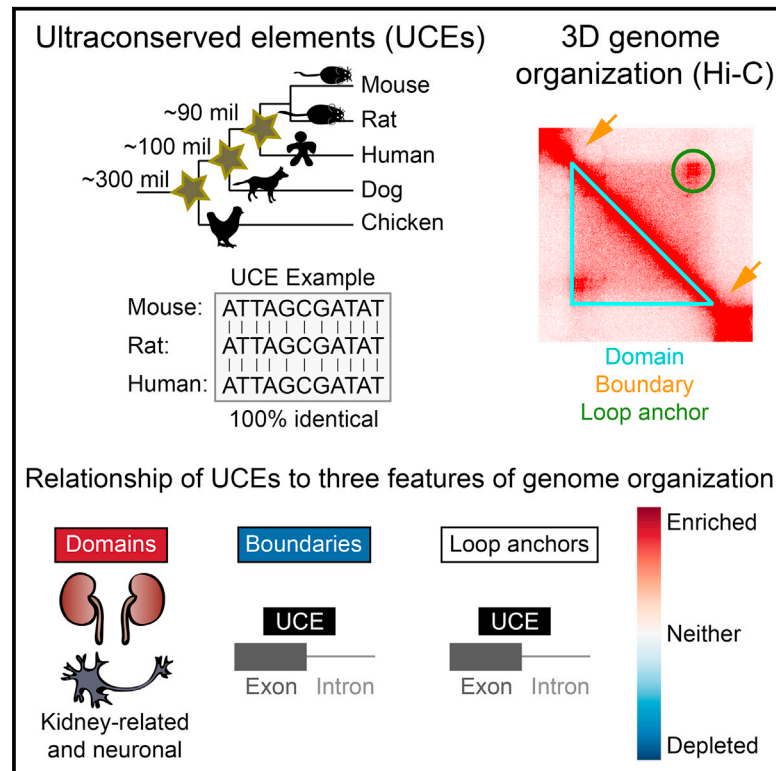 Ultraconserved elements (UCEs)
~90 mil
~100 mil
~300 mil
Mouse
Rat
Human
Dog
Chicken
UCE Example
Mouse: ATTAGCGATAT
Rat: ATTAGCGATAT
Human: ATTAGCGATAT
100% identical
3D genome
organization (Hi-C)
Domain
Boundary
Loop anchor
Relationship of UCEs to three features of genome organization
Domains
Kidney-related
and neuronal
Boundaries
UCE
Exon Intron
Loop anchors
UCE
Exon Intron
Enriched
Neither
Depleted